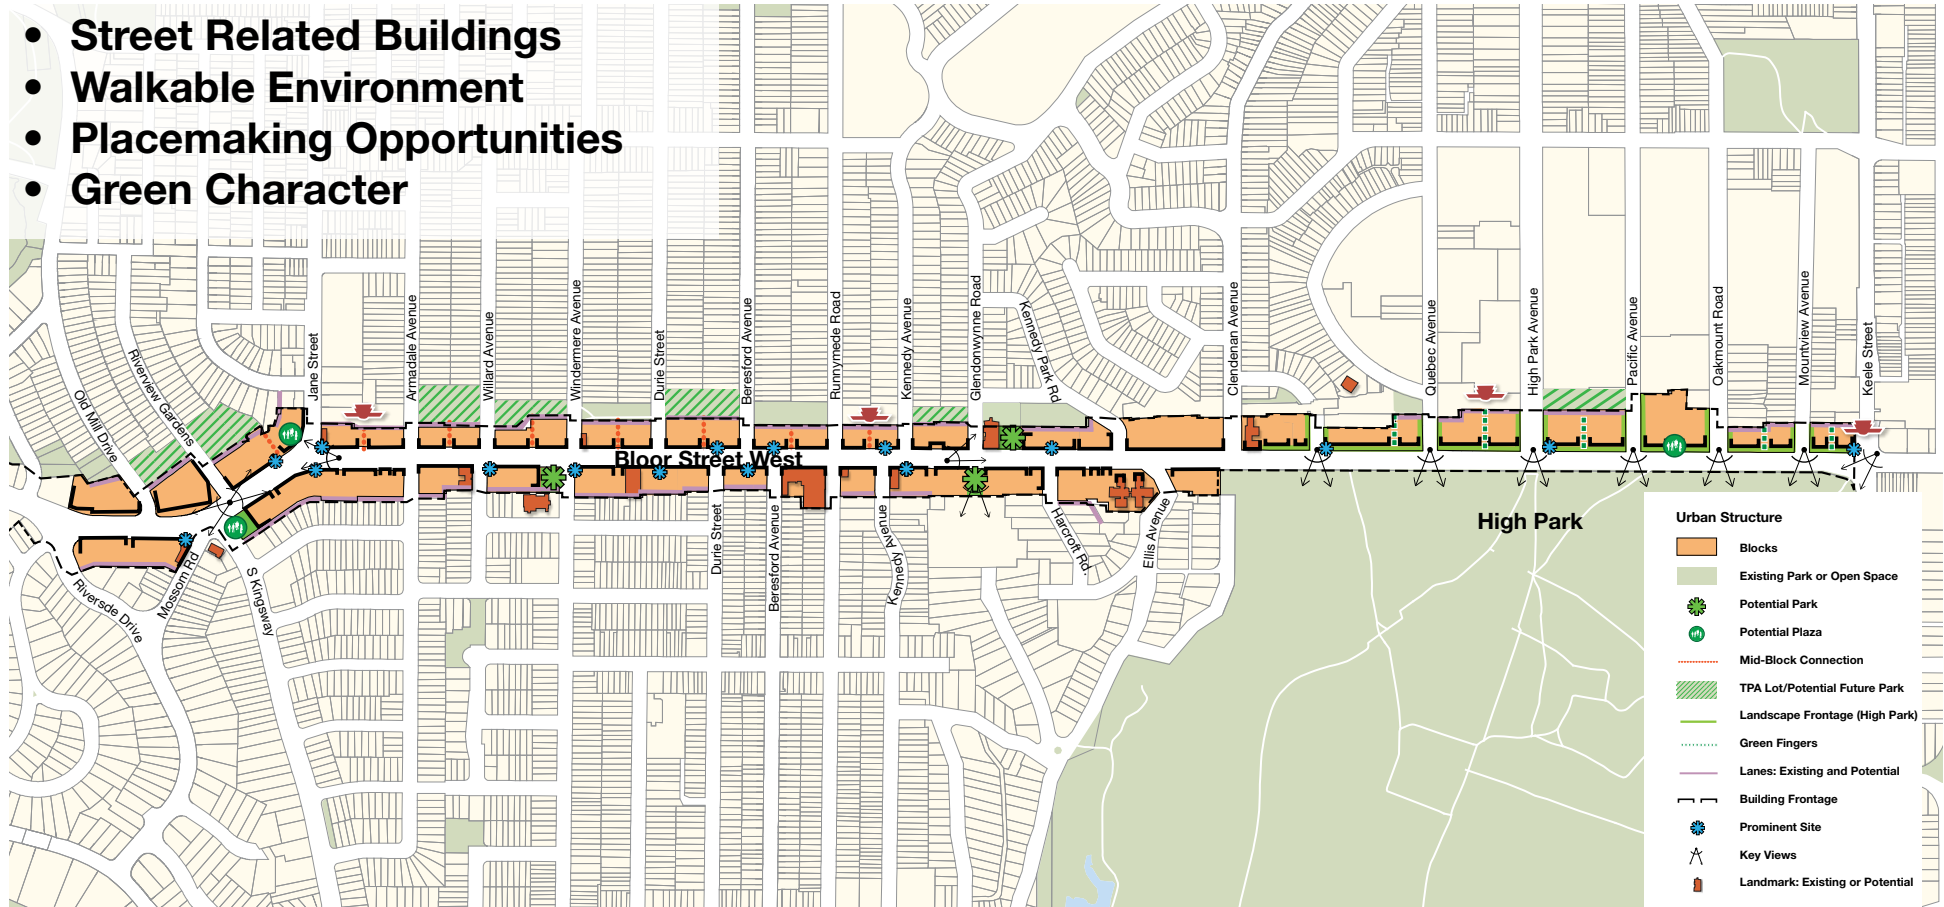 • Street Related Buildings
• Walkable Environment
• Placemaking Opportunities
• Green Character
Old Mill Drive
Riverview Gardens
Jane Street
Armadale Avenue
Willard Avenue
Windermere Avenue
Durie Street
Beresford Avenue
Runnymede Road
Kennedy Avenue
Glendonwynne Road
Kennedy Park Rd
Clendenan Avenue
Quebec Avenue
High Park Avenue
Pacific Avenue
Oakmount Road
Mountview Avenue
Keele Street
Bloor Street West
Riversde Drive
Mossom Rd
S Kingsway
Durie Street
Beresford Avenue
Kennedy Avenue
Harcroft Rd.
Ellis Avenue
High Park
Urban Structure
Blocks
Existing Park or Open Space
Potential Park
Potential Plaza
Mid-Block Connection
TPA Lot/Potential Future Park
Landscape Frontage (High Park)
Green Fingers
Lanes: Existing and Potential
Building Frontage
Prominent Site
Key Views
Landmark: Existing or Potential